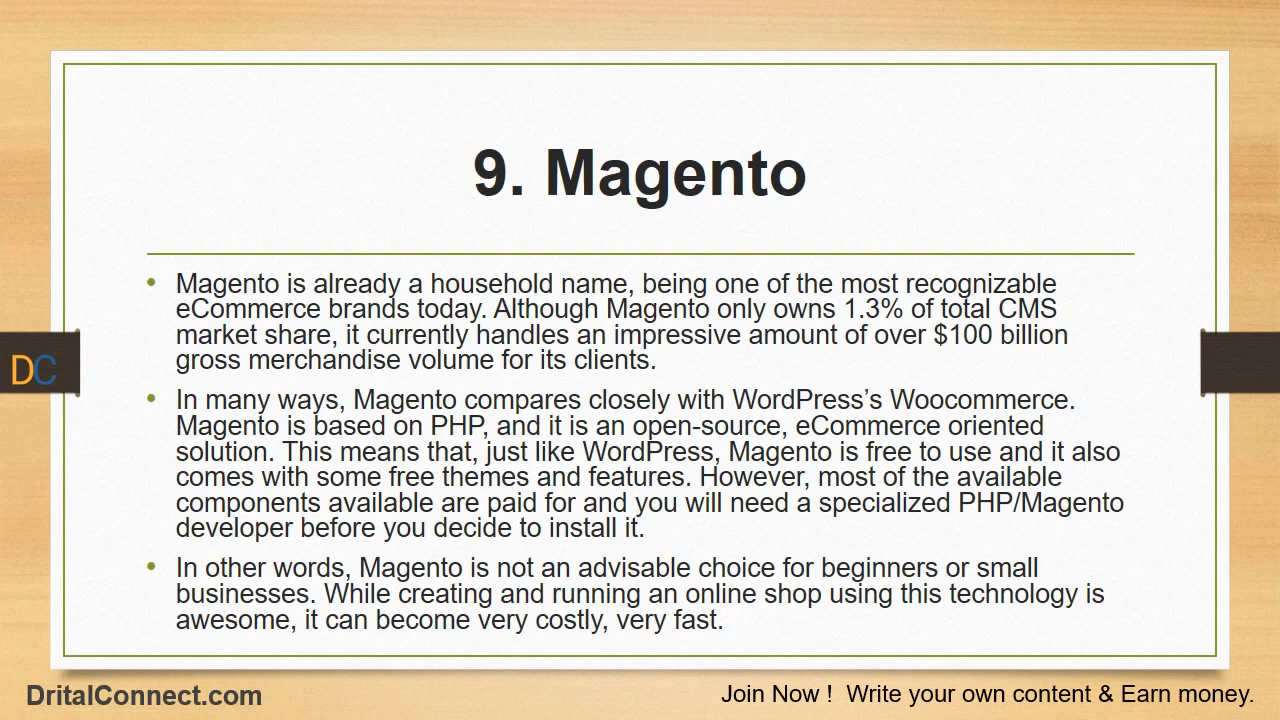 9. Magento
• Magento is already a household name, being one of the most recognizable
eCommerce brands today. Although Magento only owns 1.3% of total CMS
market share, it currently handles an impressive amount of over $100 billion
gross merchandise volume for its clients.
• In many ways, Magento compares closely with WordPress’s Woocommerce.
Magento is based on PHP, and it is an open-source, eCommerce oriented
solution. This means that, just like WordPress, Magento is free to use and it also
comes with some free themes and features. However, most of the available
components available are paid for and you will need a specialized PHP/Magento
developer before you decide to install it.
• In other words, Magento is not an advisable choice for beginners or small
businesses. While creating and running an online shop using this technology is
awesome, it can become very costly, very fast.
DC
DritalConnect.com
Join Now !  Write your own content & Earn money.